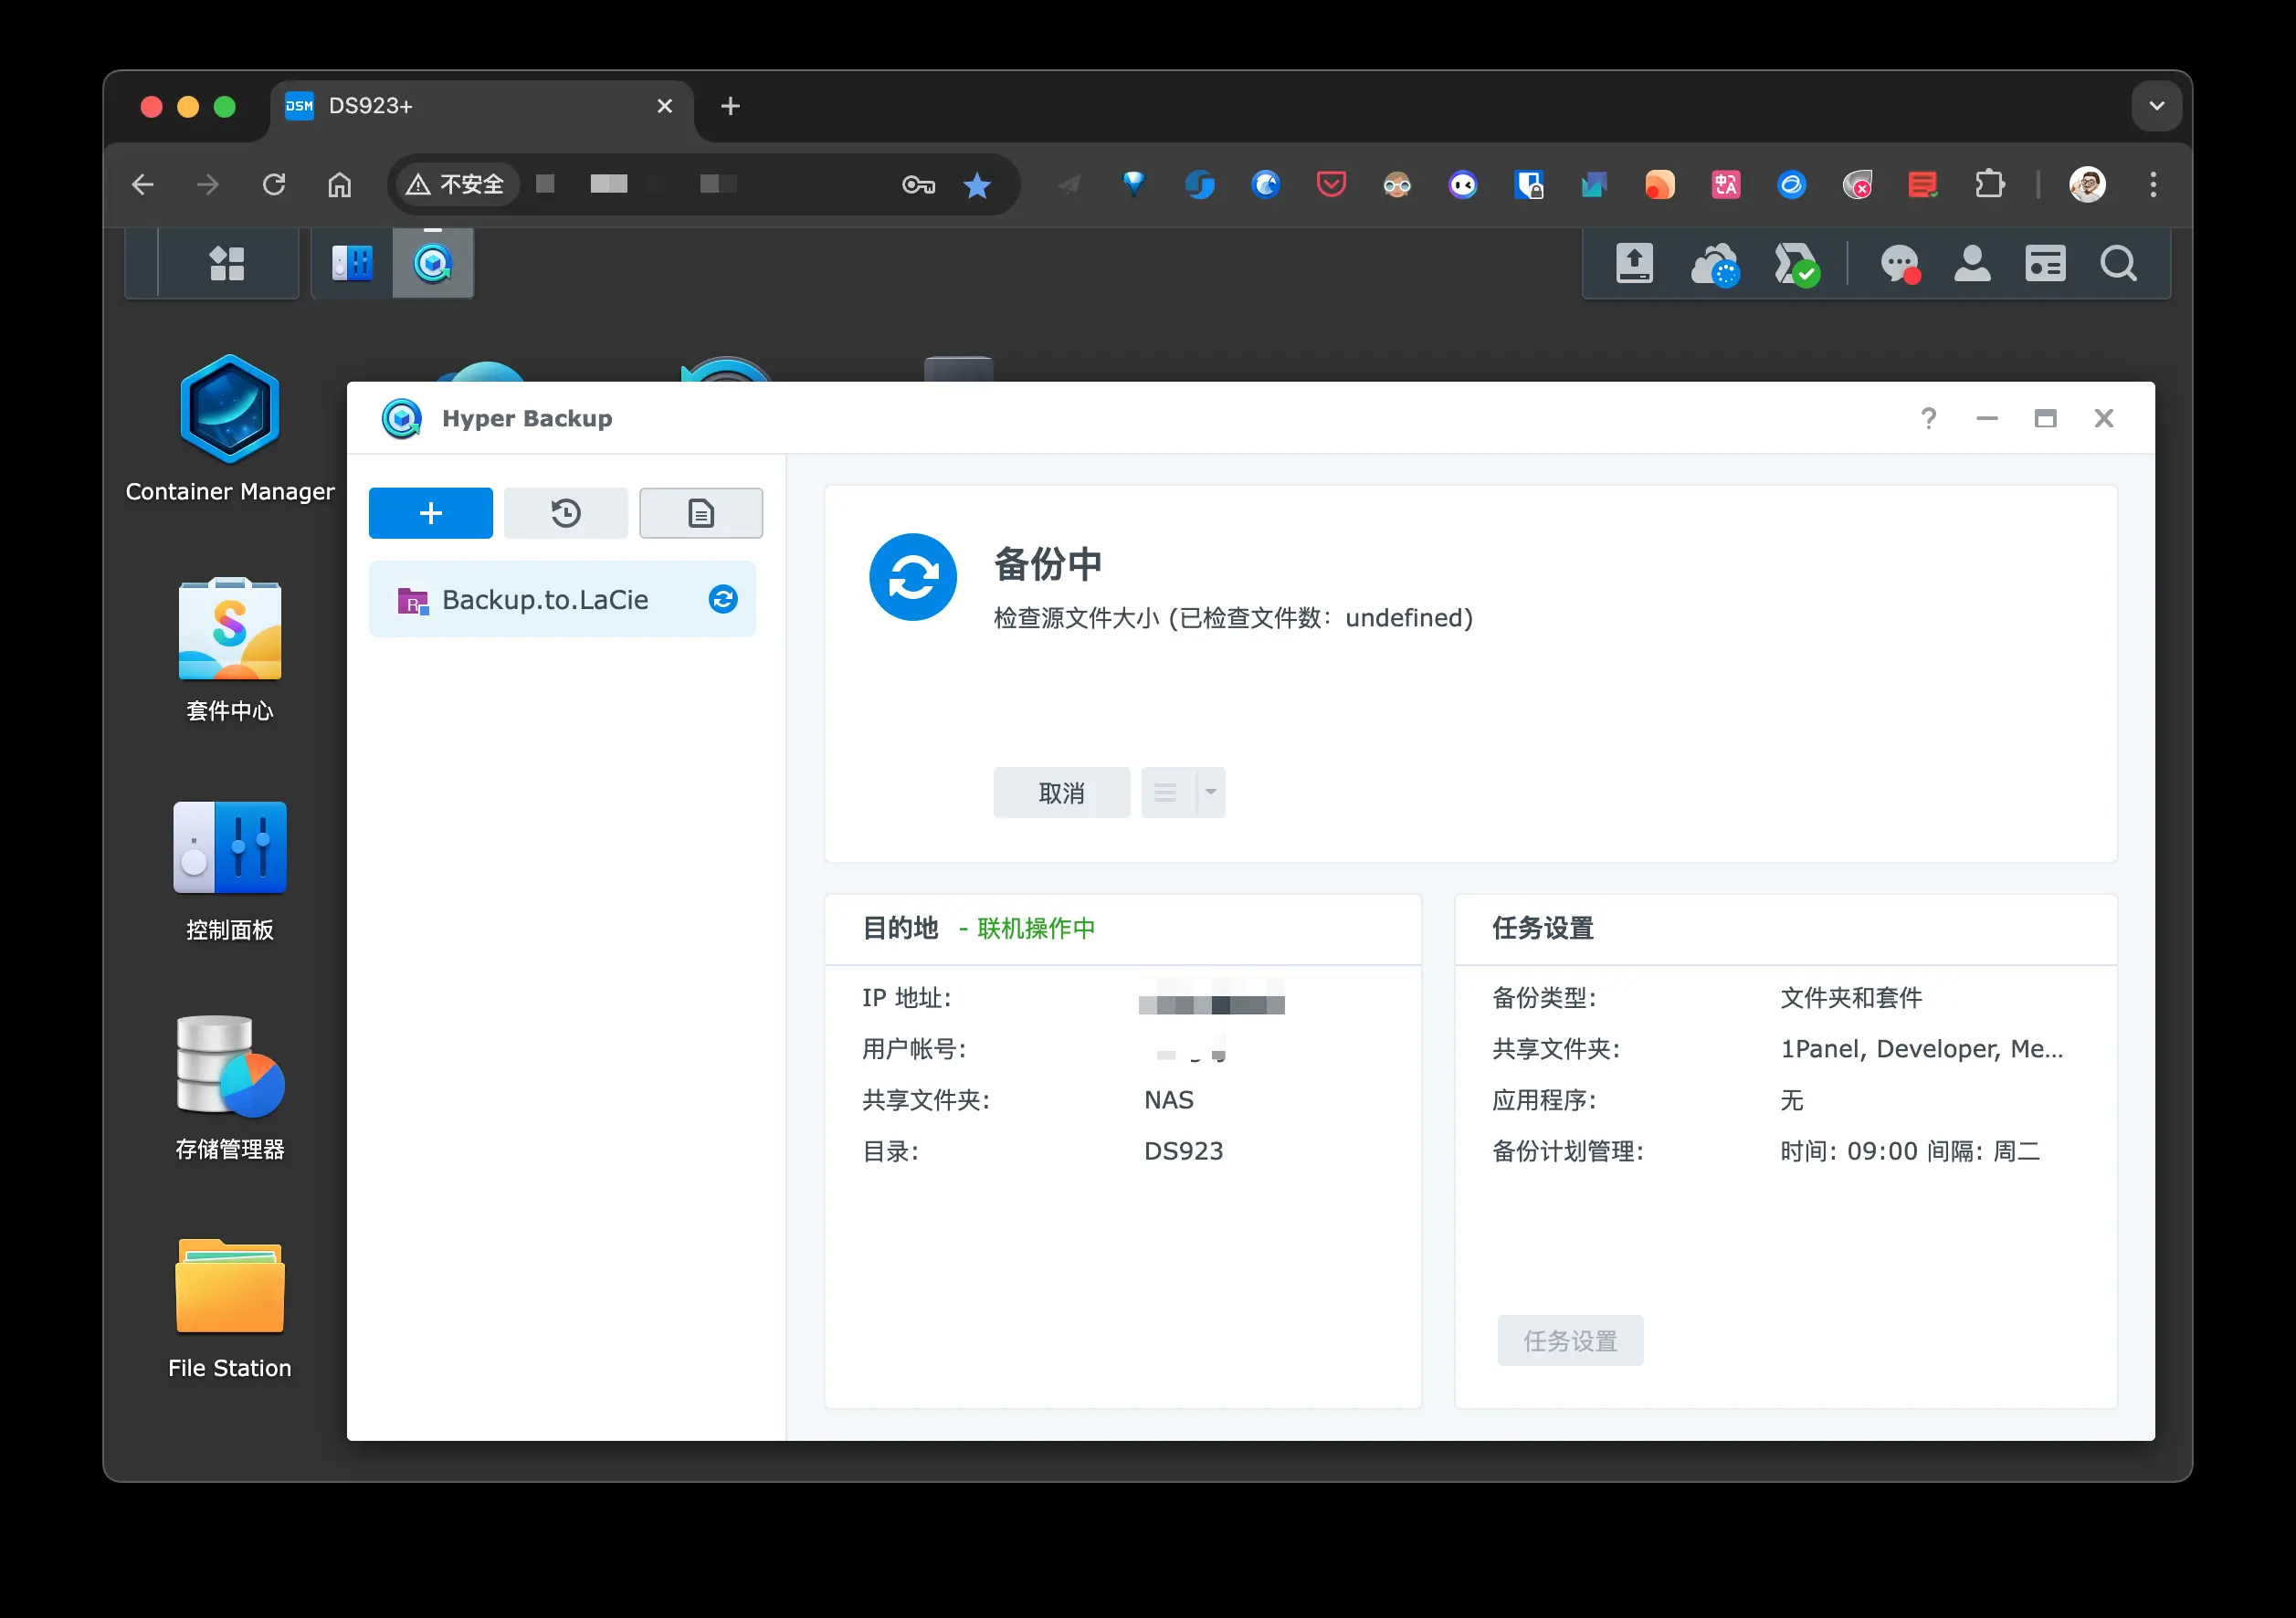 DSM DS923+
不安全
Container Manager
套件中心
控制面板
存储管理器
File Station
Hyper Backup
Backup.to.LaCie
备份中
检查源文件大小 (已检查文件数: undefined)
取消
目的地 - 联机操作中
IP 地址:
用户帐号:
共享文件夹: NAS
目录: DS923
任务设置
备份类型: 文件夹和套件
共享文件夹: 1Panel, Developer, Me...
应用程序: 无
备份计划管理: 时间: 09:00 间隔: 周二
任务设置